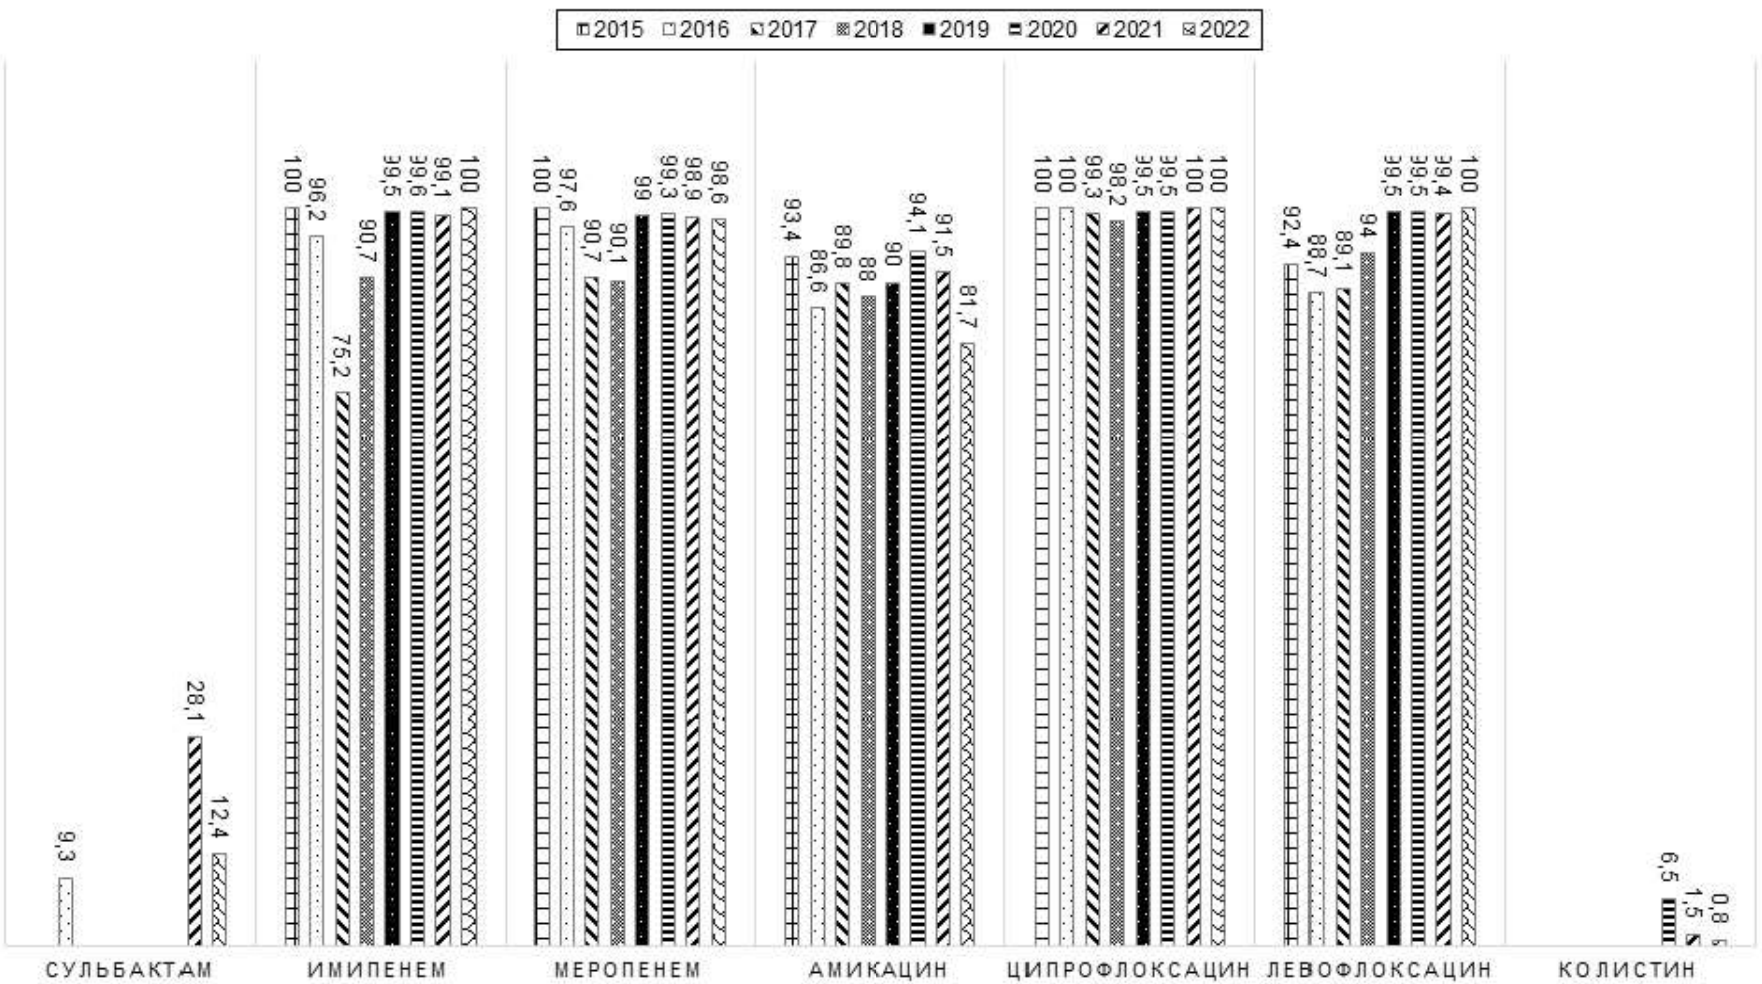 2015 2016 2017 2018 2019 2020 2021 2022
9,3 28,1 12,4
100 96,2 75,2 90,7 99,5 99,6 99,1 100
100 97,6 90,7 90,1 99 99,3 98,9 98,6
93,4 86,6 89,8 88 90 94,1 91,5 81,7
100 100 99,3 98,2 99,5 99,5 100 100
92,4 88,7 89,1 94 99,5 99,5 99,4 100
6,5 1,5 0,8
СУЛЬБАКТАМ ИМИПЕНЕМ МЕРОПЕНЕМ АМИКАЦИН ЦИПРОФЛОКСАЦИН ЛЕВОФЛОКСАЦИН КОЛИСТИН